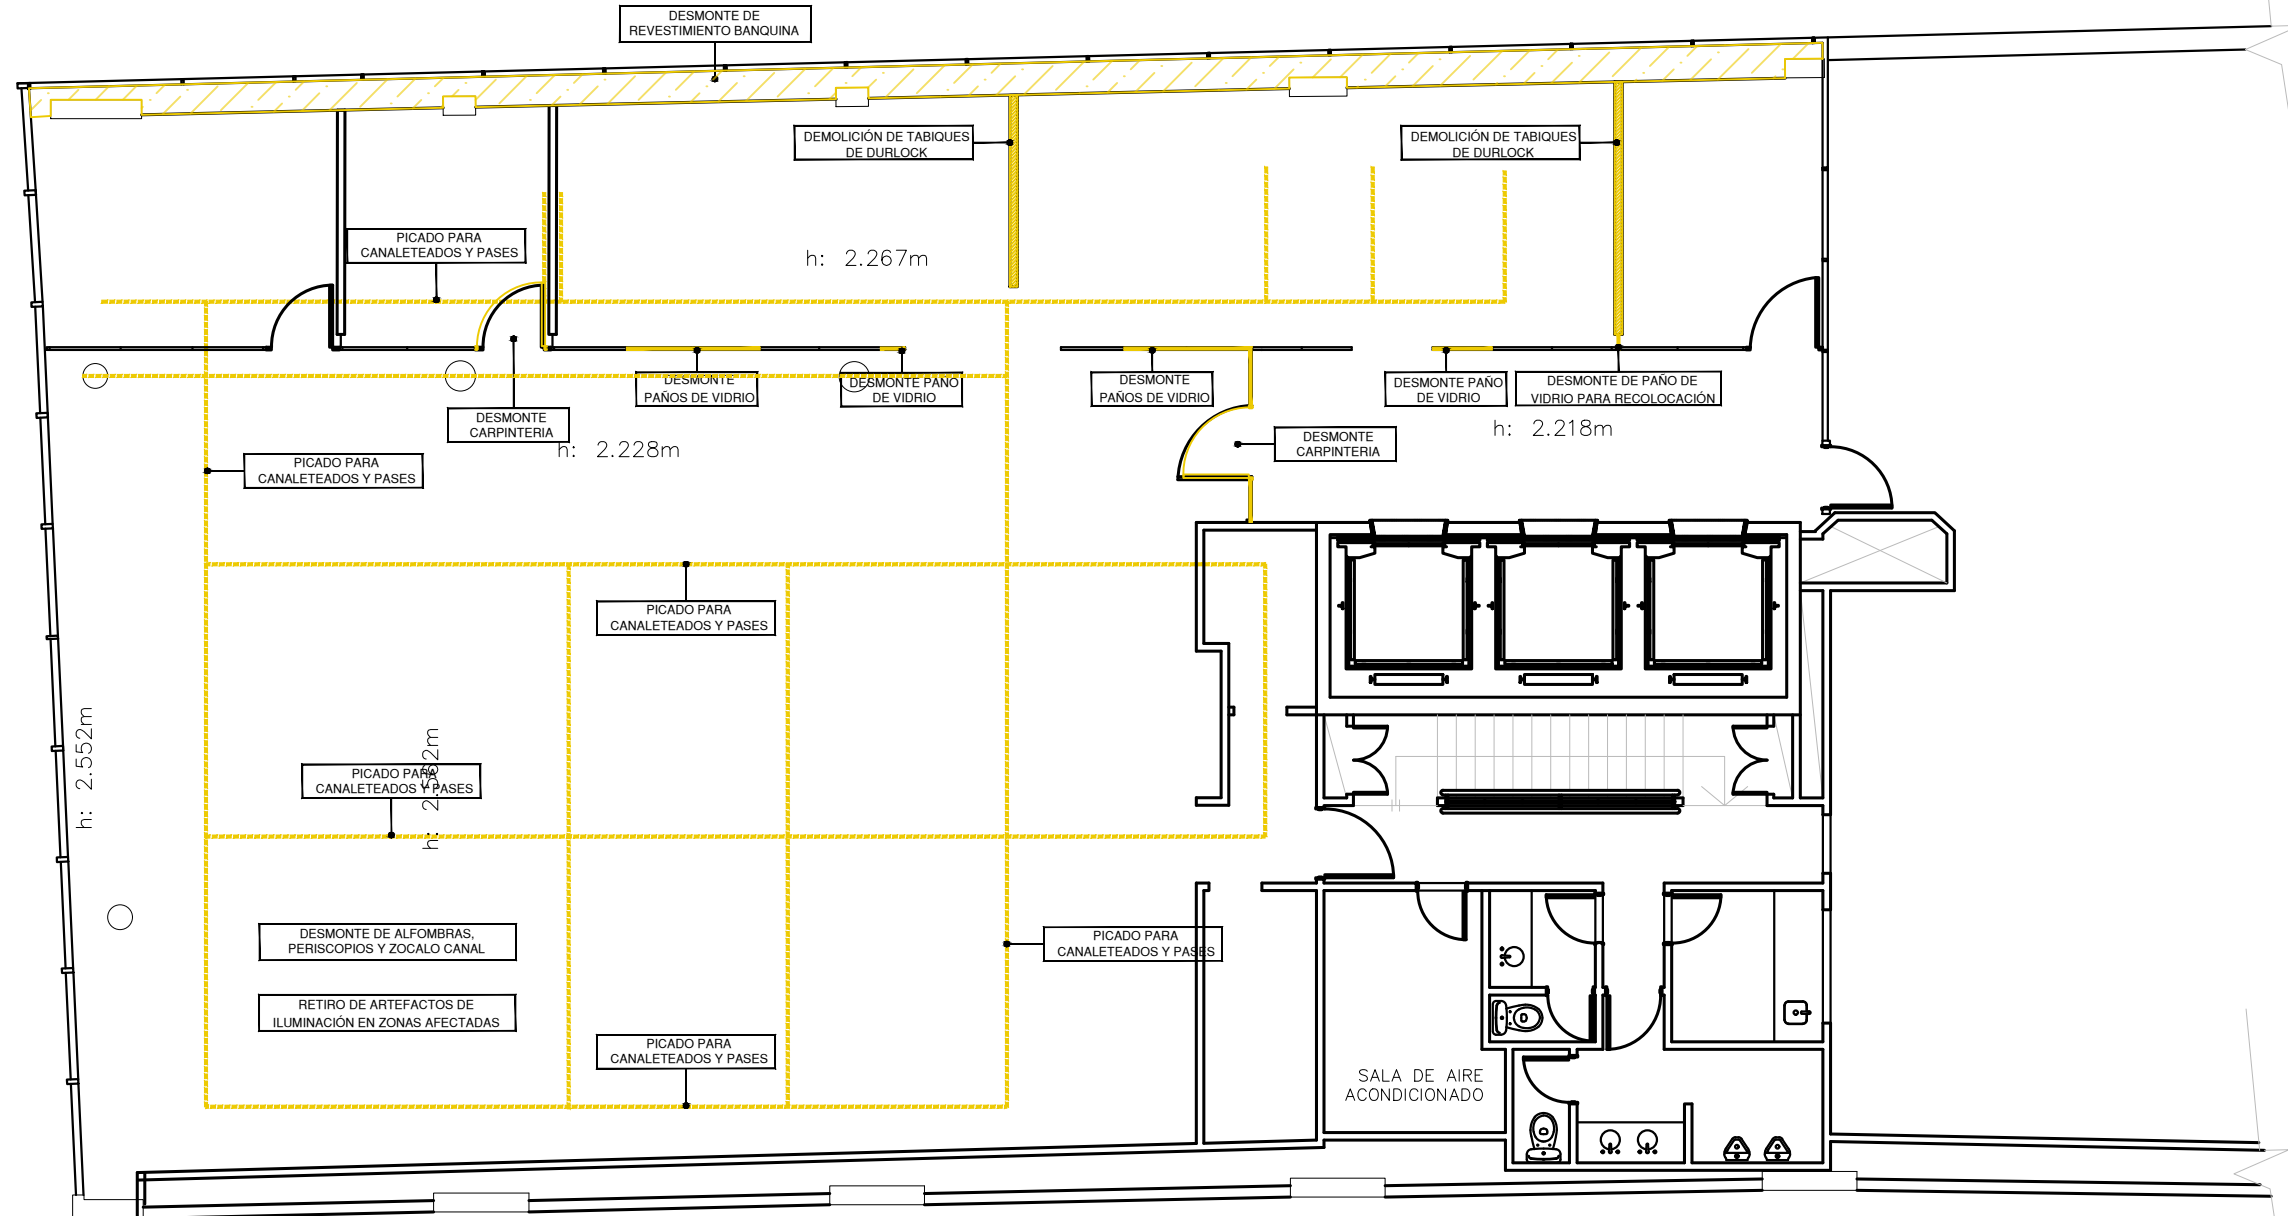 DESMONTE DE
REVESTIMIENTO BANQUINA
DEMOLICIÓN DE TABIQUES
DE DURLOCK
DEMOLICIÓN DE TABIQUES
DE DURLOCK
PICADO PARA
CANALETEADOS Y PASES
h: 2.267m
DESMONTE
PAÑOS DE VIDRIO
DESMONTE PAÑO
DE VIDRIO
DESMONTE
PAÑOS DE VIDRIO
DESMONTE PAÑO
DE VIDRIO
DESMONTE DE PAÑO DE
VIDRIO PARA RECOLOCACIÓN
DESMONTE
CARPINTERIA
h: 2.228m
h: 2.218m
DESMONTE
CARPINTERIA
PICADO PARA
CANALETEADOS Y PASES
PICADO PARA
CANALETEADOS Y PASES
h: 2.552m
PICADO PARA
CANALETEADOS Y PASES
DESMONTE DE ALFOMBRAS,
PERISCOPIOS Y ZOCALO CANAL
PICADO PARA
CANALETEADOS Y PASES
RETIRO DE ARTEFACTOS DE
ILUMINACIÓN EN ZONAS AFECTADAS
PICADO PARA
CANALETEADOS Y PASES
SALA DE AIRE
ACONDICIONADO